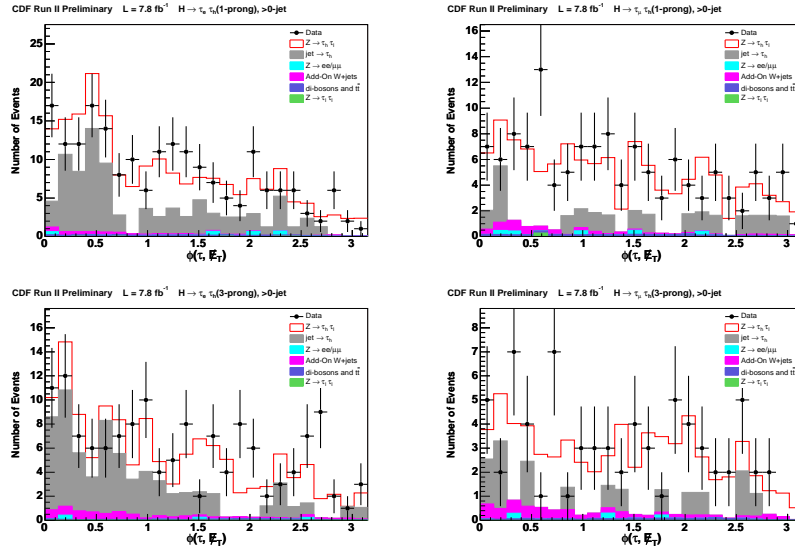 CDF Run II Preliminary L = 7.8 fb⁻¹ H → τₑ τₕ(1-prong), >0-jet
Number of Events
25
20
15
10
5
0
0 0.5 1 1.5 2 2.5 3
ϕ(τ, E̸_T)
Data
Z → τₕ τₗ
jet → τₕ
Z → ee/μμ
Add-On W+jets
di-bosons and tt̄
Z → τₗ τₗ
CDF Run II Preliminary L = 7.8 fb⁻¹ H → τ_μ τₕ(1-prong), >0-jet
Number of Events
16
14
12
10
8
6
4
2
0
0 0.5 1 1.5 2 2.5 3
ϕ(τ, E̸_T)
Data
Z → τₕ τₗ
jet → τₕ
Z → ee/μμ
Add-On W+jets
di-bosons and tt̄
Z → τₗ τₗ
CDF Run II Preliminary L = 7.8 fb⁻¹ H → τₑ τₕ(3-prong), >0-jet
Number of Events
16
14
12
10
8
6
4
2
0
0 0.5 1 1.5 2 2.5 3
ϕ(τ, E̸_T)
Data
Z → τₕ τₗ
jet → τₕ
Z → ee/μμ
Add-On W+jets
di-bosons and tt̄
Z → τₗ τₗ
CDF Run II Preliminary L = 7.8 fb⁻¹ H → τ_μ τₕ(3-prong), >0-jet
Number of Events
8
7
6
5
4
3
2
1
0
0 0.5 1 1.5 2 2.5 3
ϕ(τ, E̸_T)
Data
Z → τₕ τₗ
jet → τₕ
Z → ee/μμ
Add-On W+jets
di-bosons and tt̄
Z → τₗ τₗ